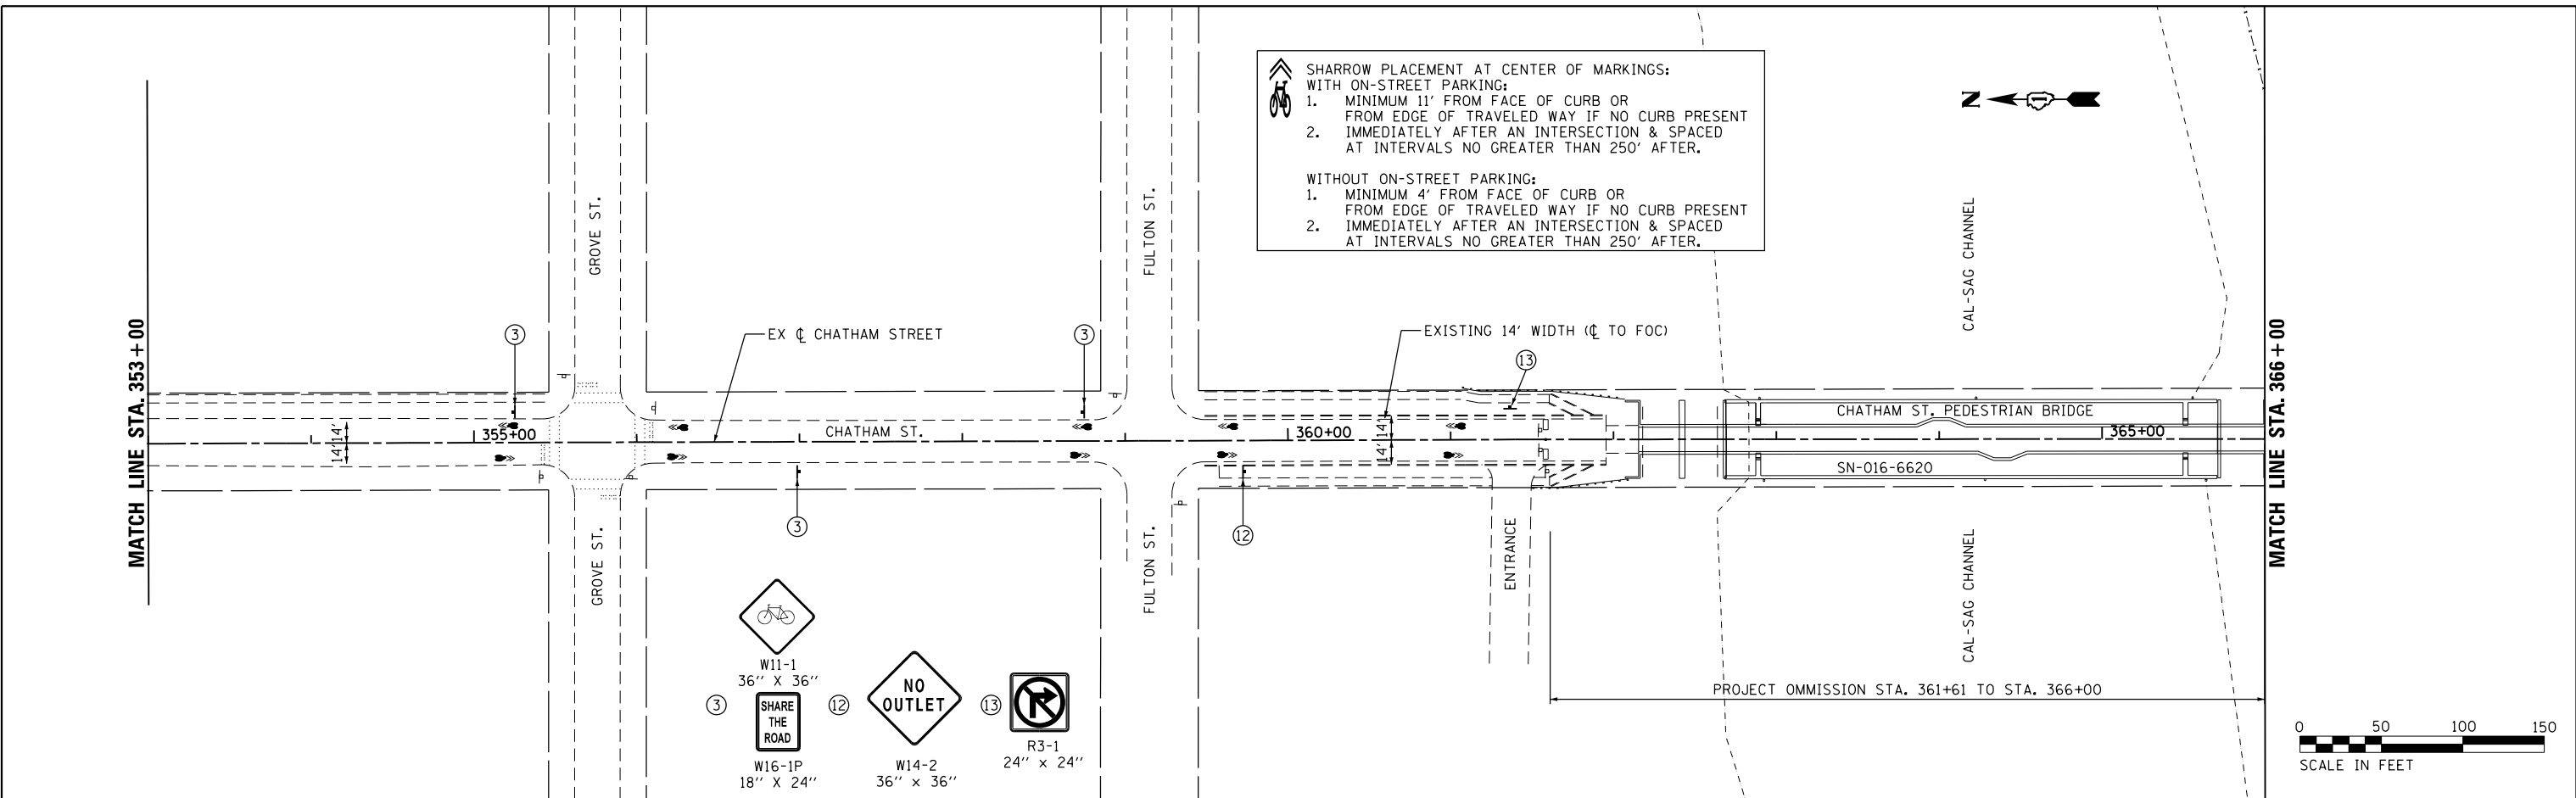 SHARROW PLACEMENT AT CENTER OF MARKINGS:
WITH ON-STREET PARKING:
1. MINIMUM 11' FROM FACE OF CURB OR
FROM EDGE OF TRAVELED WAY IF NO CURB PRESENT
2. IMMEDIATELY AFTER AN INTERSECTION & SPACED
AT INTERVALS NO GREATER THAN 250' AFTER.
WITHOUT ON-STREET PARKING:
1. MINIMUM 4' FROM FACE OF CURB OR
FROM EDGE OF TRAVELED WAY IF NO CURB PRESENT
2. IMMEDIATELY AFTER AN INTERSECTION & SPACED
AT INTERVALS NO GREATER THAN 250' AFTER.
N
GROVE ST.
FULTON ST.
CAL-SAG CHANNEL
MATCH LINE STA. 353+00
3
EX ℄ CHATHAM STREET
3
EXISTING 14' WIDTH (℄ TO FOC)
13
MATCH LINE STA. 366+00
14'
14'
355+00
CHATHAM ST.
360+00
14'
14'
CHATHAM ST. PEDESTRIAN BRIDGE
365+00
SN-016-6620
3
12
GROVE ST.
FULTON ST.
ENTRANCE
CAL-SAG CHANNEL
W11-1
36'' X 36''
3
SHARE
THE
ROAD
W16-1P
18'' X 24''
12
NO
OUTLET
W14-2
36'' x 36''
13
R3-1
24'' x 24''
PROJECT OMMISSION STA. 361+61 TO STA. 366+00
0 50 100 150
SCALE IN FEET